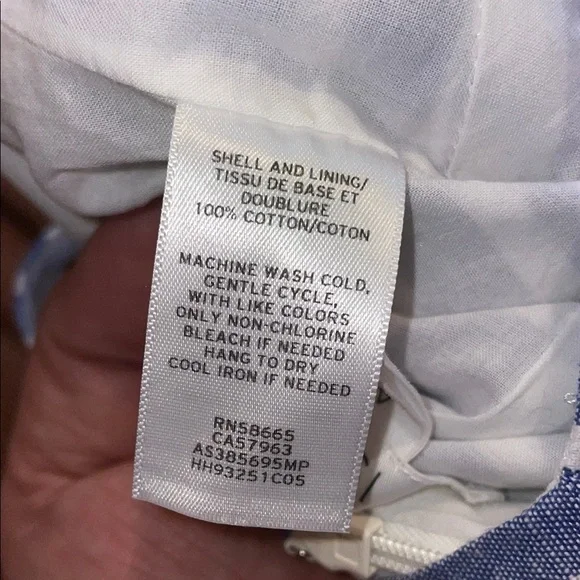 SHELL AND LINING/
TISSU DE BASE ET
DOUBLURE
100% COTTON/COTON
MACHINE WASH COLD,
GENTLE CYCLE,
WITH LIKE COLORS
ONLY NON-CHLORINE
BLEACH IF NEEDED
HANG TO DRY
COOL IRON IF NEEDED
RN58665
CA57963
AS385695MP
HH93251C05